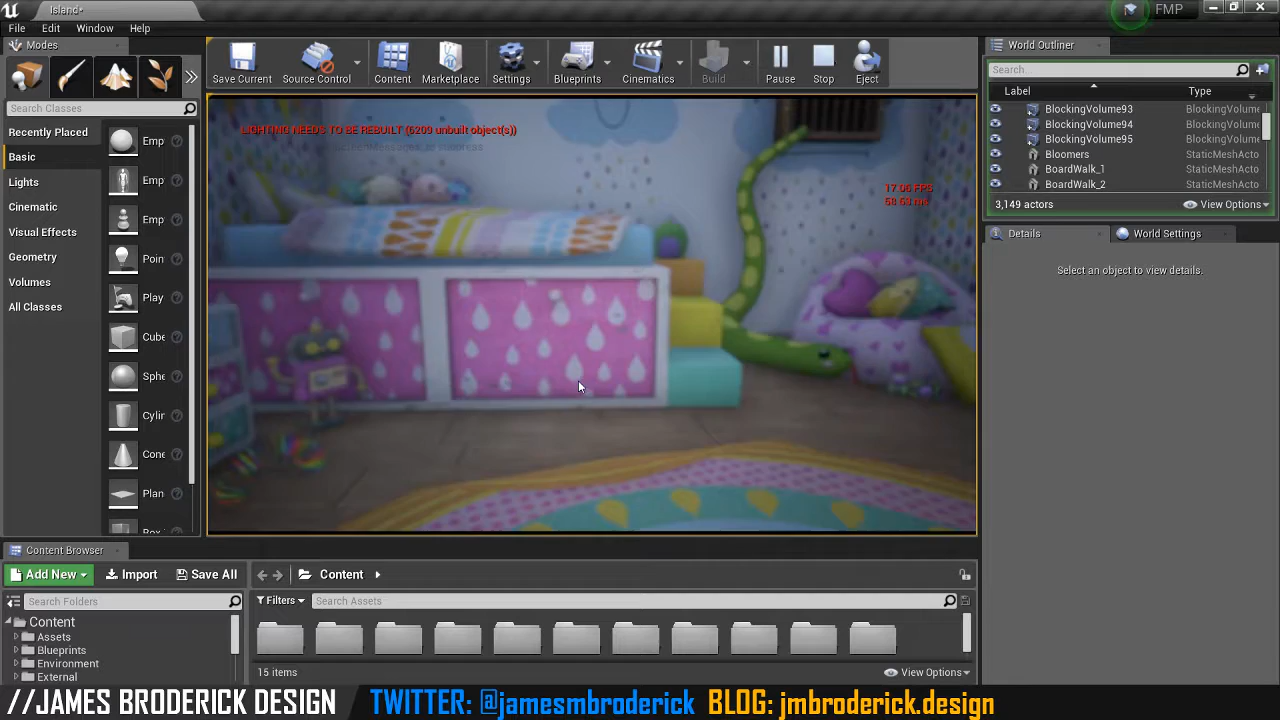 Island*
FMP
File Edit Window Help
Modes
Search Classes
Recently Placed
Basic
Lights
Cinematic
Visual Effects
Geometry
Volumes
All Classes
Emp
Emp
Emp
Poin
Play
Cube
Sphe
Cylin
Cone
Plan
Save Current
Source Control
Content
Marketplace
Settings
Blueprints
Cinematics
Build
Pause
Stop
Eject
LIGHTING NEEDS TO BE REBUILT (6200 unbuilt object(s))
17.06 FPS
World Outliner
Search...
Label Type
BlockingVolume93 BlockingVolume
BlockingVolume94 BlockingVolume
BlockingVolume95 BlockingVolume
Bloomers StaticMeshActo
BoardWalk_1 StaticMeshActo
BoardWalk_2 StaticMeshActo
3,149 actors View Options
Details World Settings
Select an object to view details.
Content Browser
Add New Import Save All Content
Search Folders
Filters Search Assets
Content
Assets
Blueprints
Environment
External
15 items View Options
//JAMES BRODERICK DESIGN TWITTER: @jamesmbroderick BLOG: jmbroderick.design